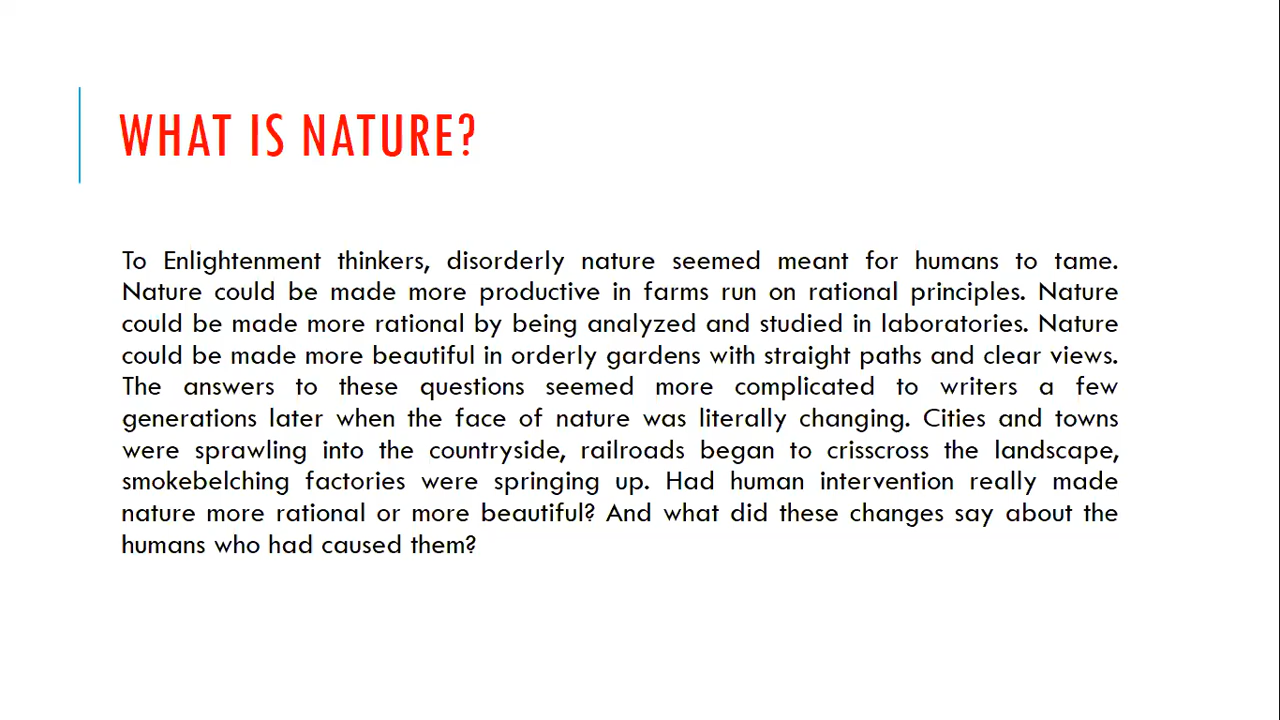 WHAT IS NATURE?
To Enlightenment thinkers, disorderly nature seemed meant for humans to tame.
Nature could be made more productive in farms run on rational principles. Nature
could be made more rational by being analyzed and studied in laboratories. Nature
could be made more beautiful in orderly gardens with straight paths and clear views.
The answers to these questions seemed more complicated to writers a few
generations later when the face of nature was literally changing. Cities and towns
were sprawling into the countryside, railroads began to crisscross the landscape,
smokebelching factories were springing up. Had human intervention really made
nature more rational or more beautiful? And what did these changes say about the
humans who had caused them?